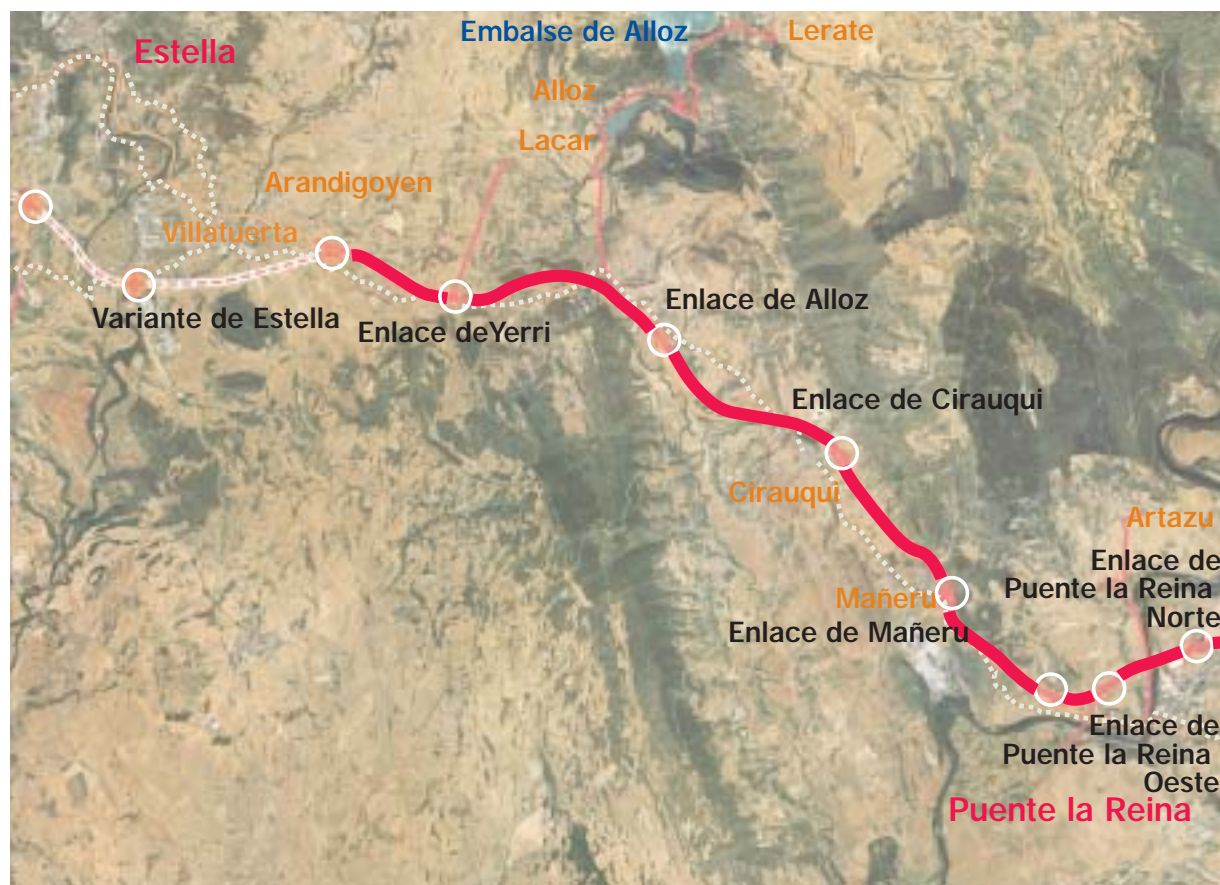 Embalse de Alloz
Lerate
Estella
Alloz
Lacar
Arandigoyen
Villatuerta
Variante de Estella
Enlace deYerri
Enlace de Alloz
Enlace de Cirauqui
Cirauqui
Artazu
Enlace de
Puente la Reina
Norte
Mañeru
Enlace de Mañeru
Enlace de
Puente la Reina
Oeste
Puente la Reina